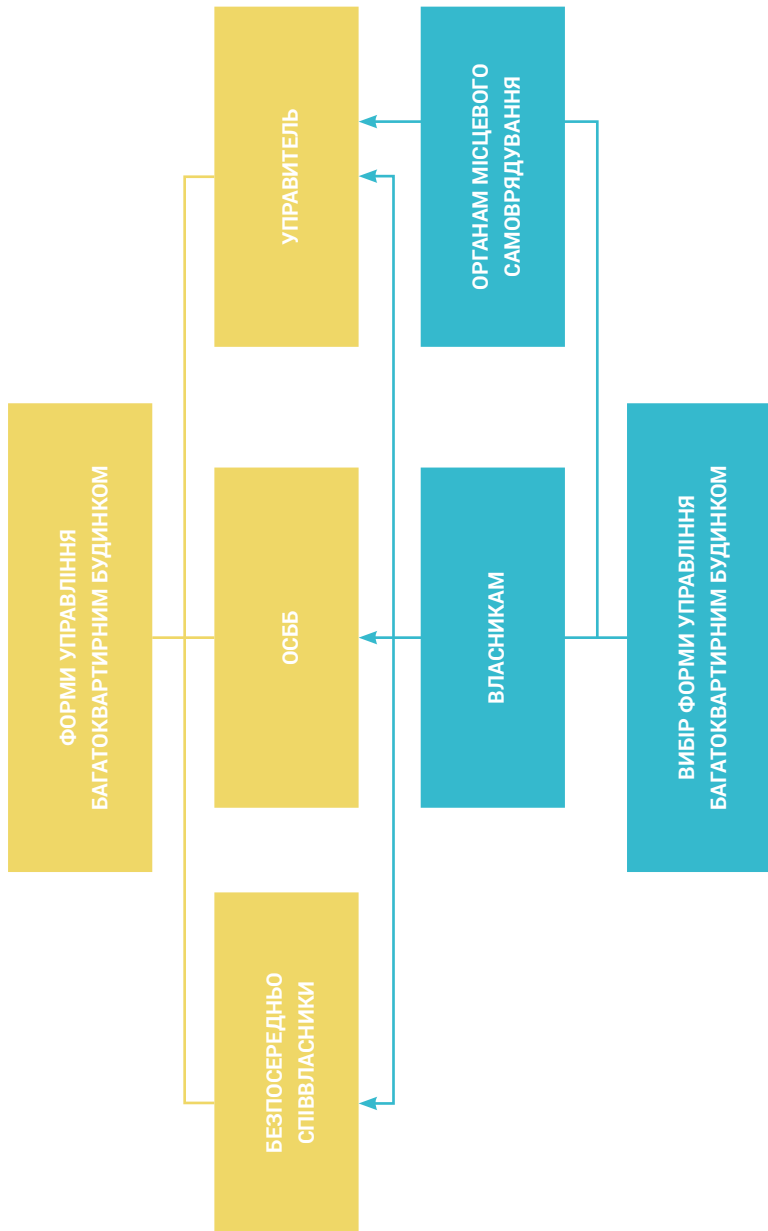 ФОРМИ УПРАВЛІННЯ
БАГАТОКВАРТИРНИМ БУДИНКОМ
БЕЗПОСЕРЕДНЬО
СПІВВЛАСНИКИ
ОСББ
УПРАВИТЕЛЬ
ВЛАСНИКАМ
ОРГАНАМ МІСЦЕВОГО
САМОВРЯДУВАННЯ
ВИБІР ФОРМИ УПРАВЛІННЯ
БАГАТОКВАРТИРНИМ БУДИНКОМ